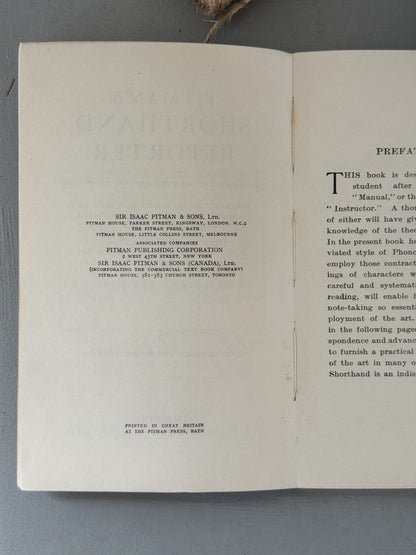 SIR ISAAC PITMAN & SONS, LTD.
PITMAN HOUSE, PARKER STREET, KINGSWAY, LONDON, W.C.2
THE PITMAN PRESS, BATH
PITMAN HOUSE, LITTLE COLLINS STREET, MELBOURNE
ASSOCIATED COMPANIES
PITMAN PUBLISHING CORPORATION
2 WEST 45TH STREET, NEW YORK
SIR ISAAC PITMAN & SONS (CANADA), LTD.
(INCORPORATING THE COMMERCIAL TEXT BOOK COMPANY)
PITMAN HOUSE, 381–383 CHURCH STREET, TORONTO
PRINTED IN GREAT BRITAIN
AT THE PITMAN PRESS, BATH
PREFAT
THIS book is des
student after
"Manual," or the
"Instructor." A thor
of either will have giv
knowledge of the theo
In the present book he
viated style of Phono
employ those contract
ings of characters w
careful and systemati
reading, will enable h
note-taking so essenti
ployment of the art.
in the following pages
spondence and advanc
to furnish a practical
of the art in many o
Shorthand is an indis